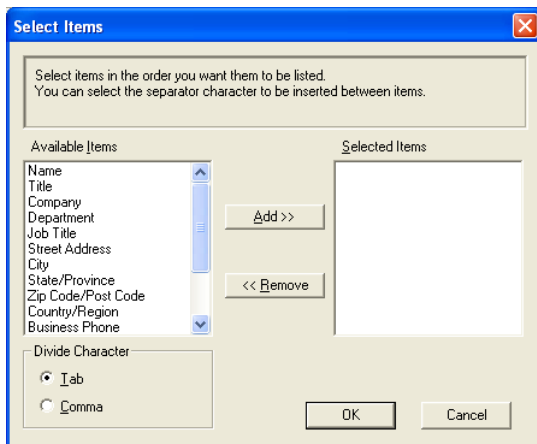 Select Items
Select items in the order you want them to be listed.
You can select the separator character to be inserted between items.
Available Items
Selected Items
Name
Title
Company
Department
Job Title
Street Address
City
State/Province
Zip Code/Post Code
Country/Region
Business Phone
Add >>
<< Remove
Divide Character
Tab
Comma
OK
Cancel